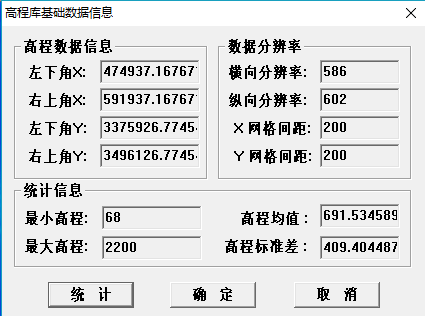 高程库基础数据信息
高程数据信息
左下角X: 474937.16767
右上角X: 591937.16767
左下角Y: 3375926.7745
右上角Y: 3496126.7745
数据分辨率
横向分辨率: 586
纵向分辨率: 602
X 网格间距: 200
Y 网格间距: 200
统计信息
最小高程: 68 高程均值: 691.534589
最大高程: 2200 高程标准差: 409.404487
统 计 确 定 取 消